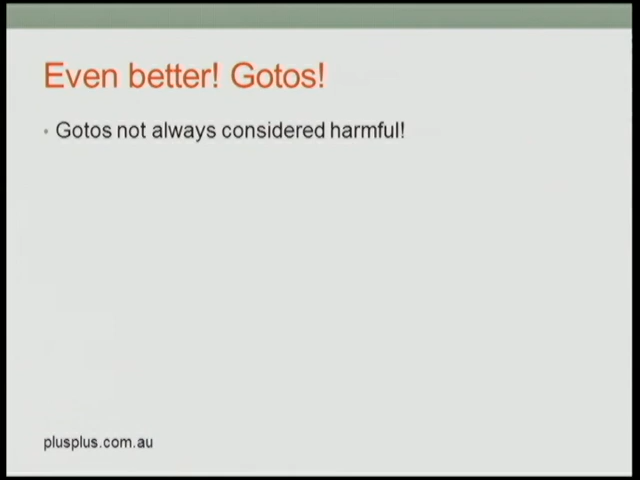 Even better! Gotos!
• Gotos not always considered harmful!
plusplus.com.au